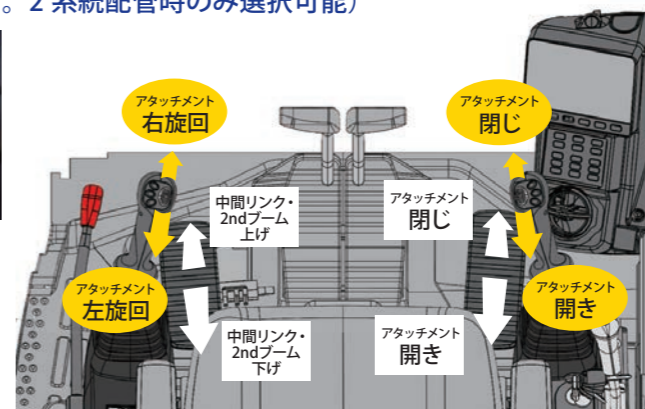 。2系統配管時のみ選択可能）
アタッチメント
右旋回
アタッチメント
閉じ
中間リンク・
2ndブーム
上げ
アタッチメント
閉じ
アタッチメント
左旋回
アタッチメント
開き
中間リンク・
2ndブーム
下げ
アタッチメント
開き